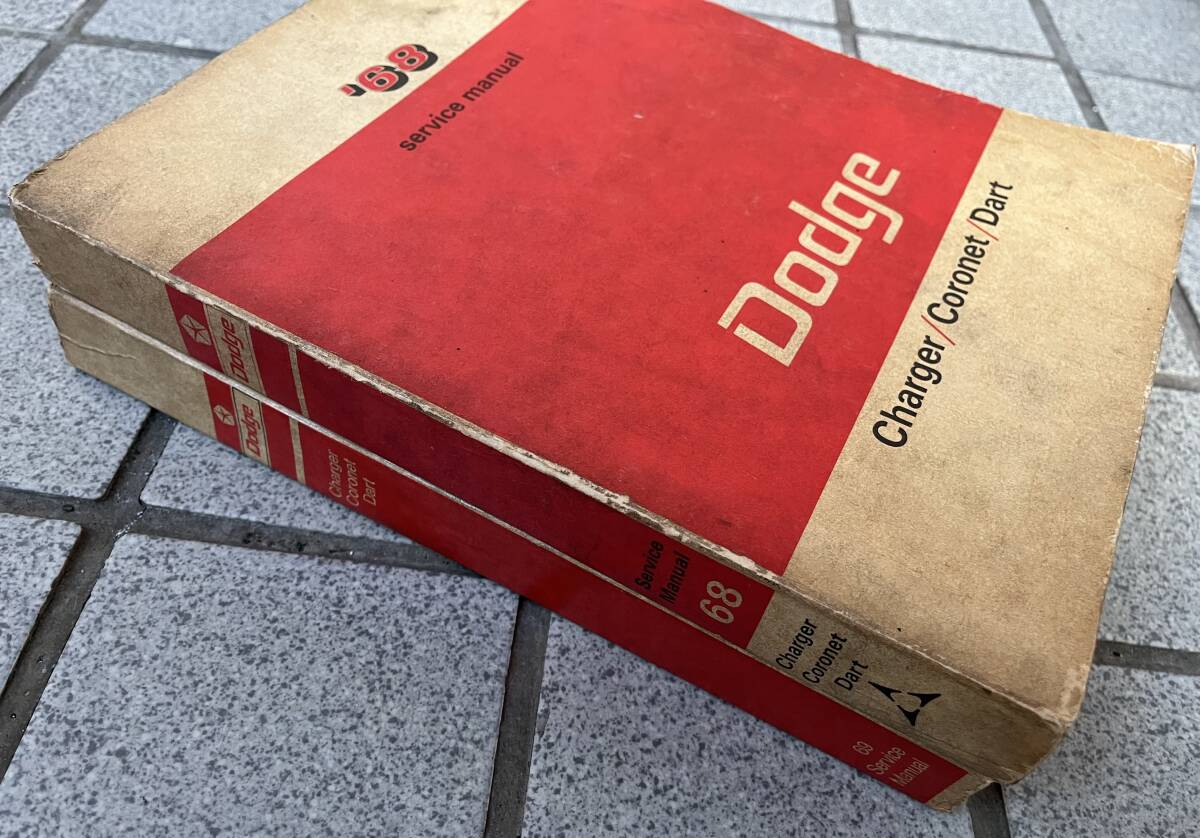 '68
service manual
Dodge
Charger/Coronet/Dart
Dodge
Service
Manual
68
Charger
Coronet
Dart
Dodge
Charger
Coronet
Dart
69
Service
Manual